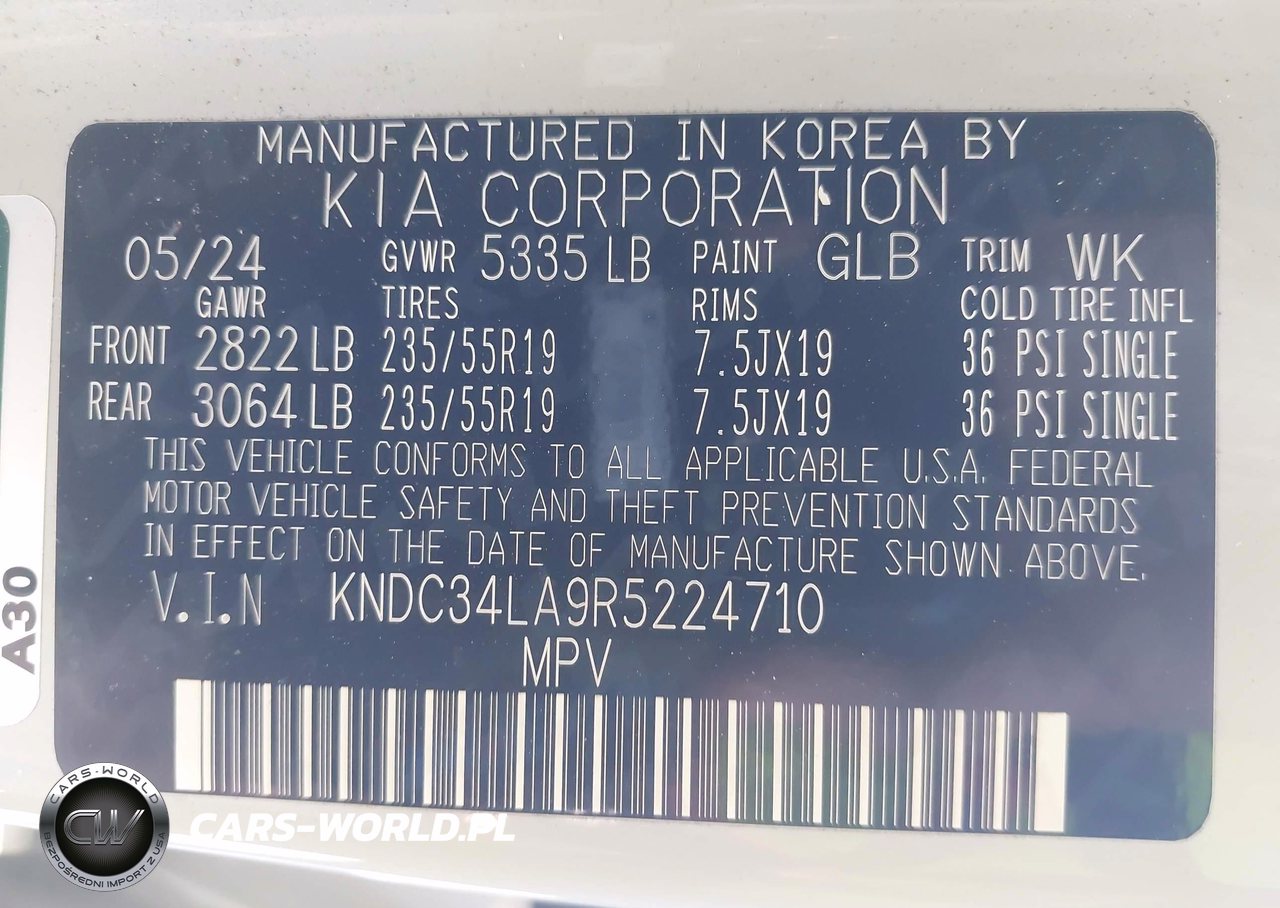 MANUFACTURED IN KOREA BY
KIA CORPORATION
05/24 GVWR 5335 LB PAINT GLB TRIM WK
GAWR TIRES RIMS COLD TIRE INFL
FRONT 2822 LB 235/55R19 7.5JX19 36 PSI SINGLE
REAR 3064 LB 235/55R19 7.5JX19 36 PSI SINGLE
THIS VEHICLE CONFORMS TO ALL APPLICABLE U.S.A. FEDERAL
MOTOR VEHICLE SAFETY AND THEFT PREVENTION STANDARDS
IN EFFECT ON THE DATE OF MANUFACTURE SHOWN ABOVE.
V.I.N KNDC34LA9R5224710
MPV
A30
CARS-WORLD
CW
BEZPOŚREDNI IMPORT Z USA
CARS-WORLD.PL